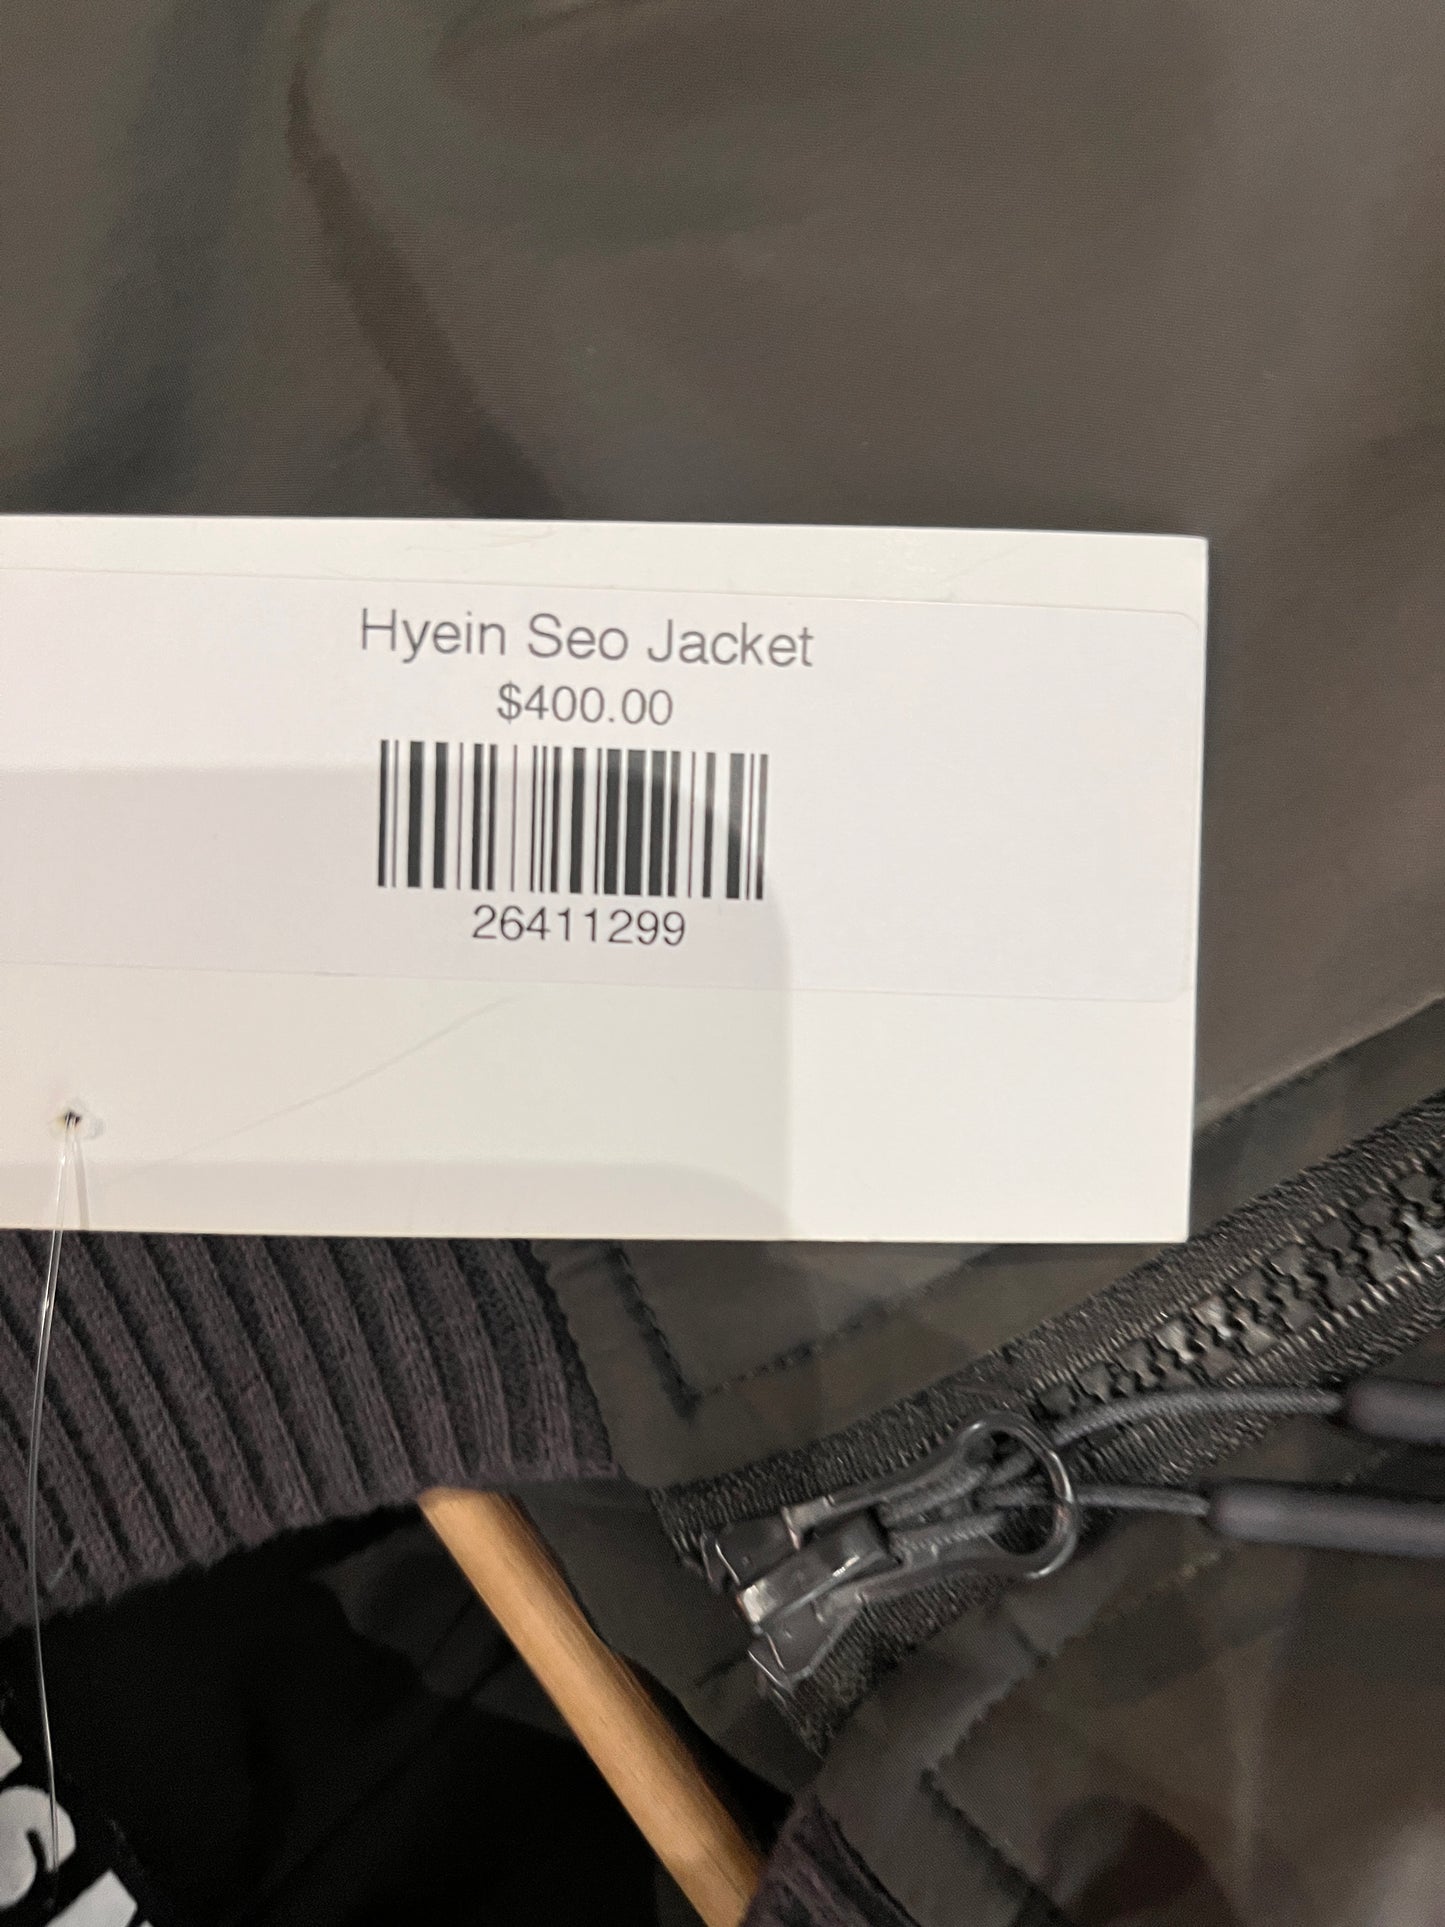 Hyein Seo Jacket
$400.00
26411299